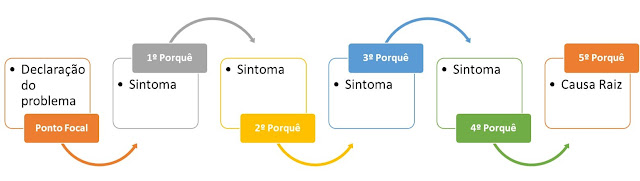 • Declaração
do
problema
Ponto Focal
1º Porquê
• Sintoma
• Sintoma
2º Porquê
3º Porquê
• Sintoma
• Sintoma
4º Porquê
5º Porquê
• Causa Raiz